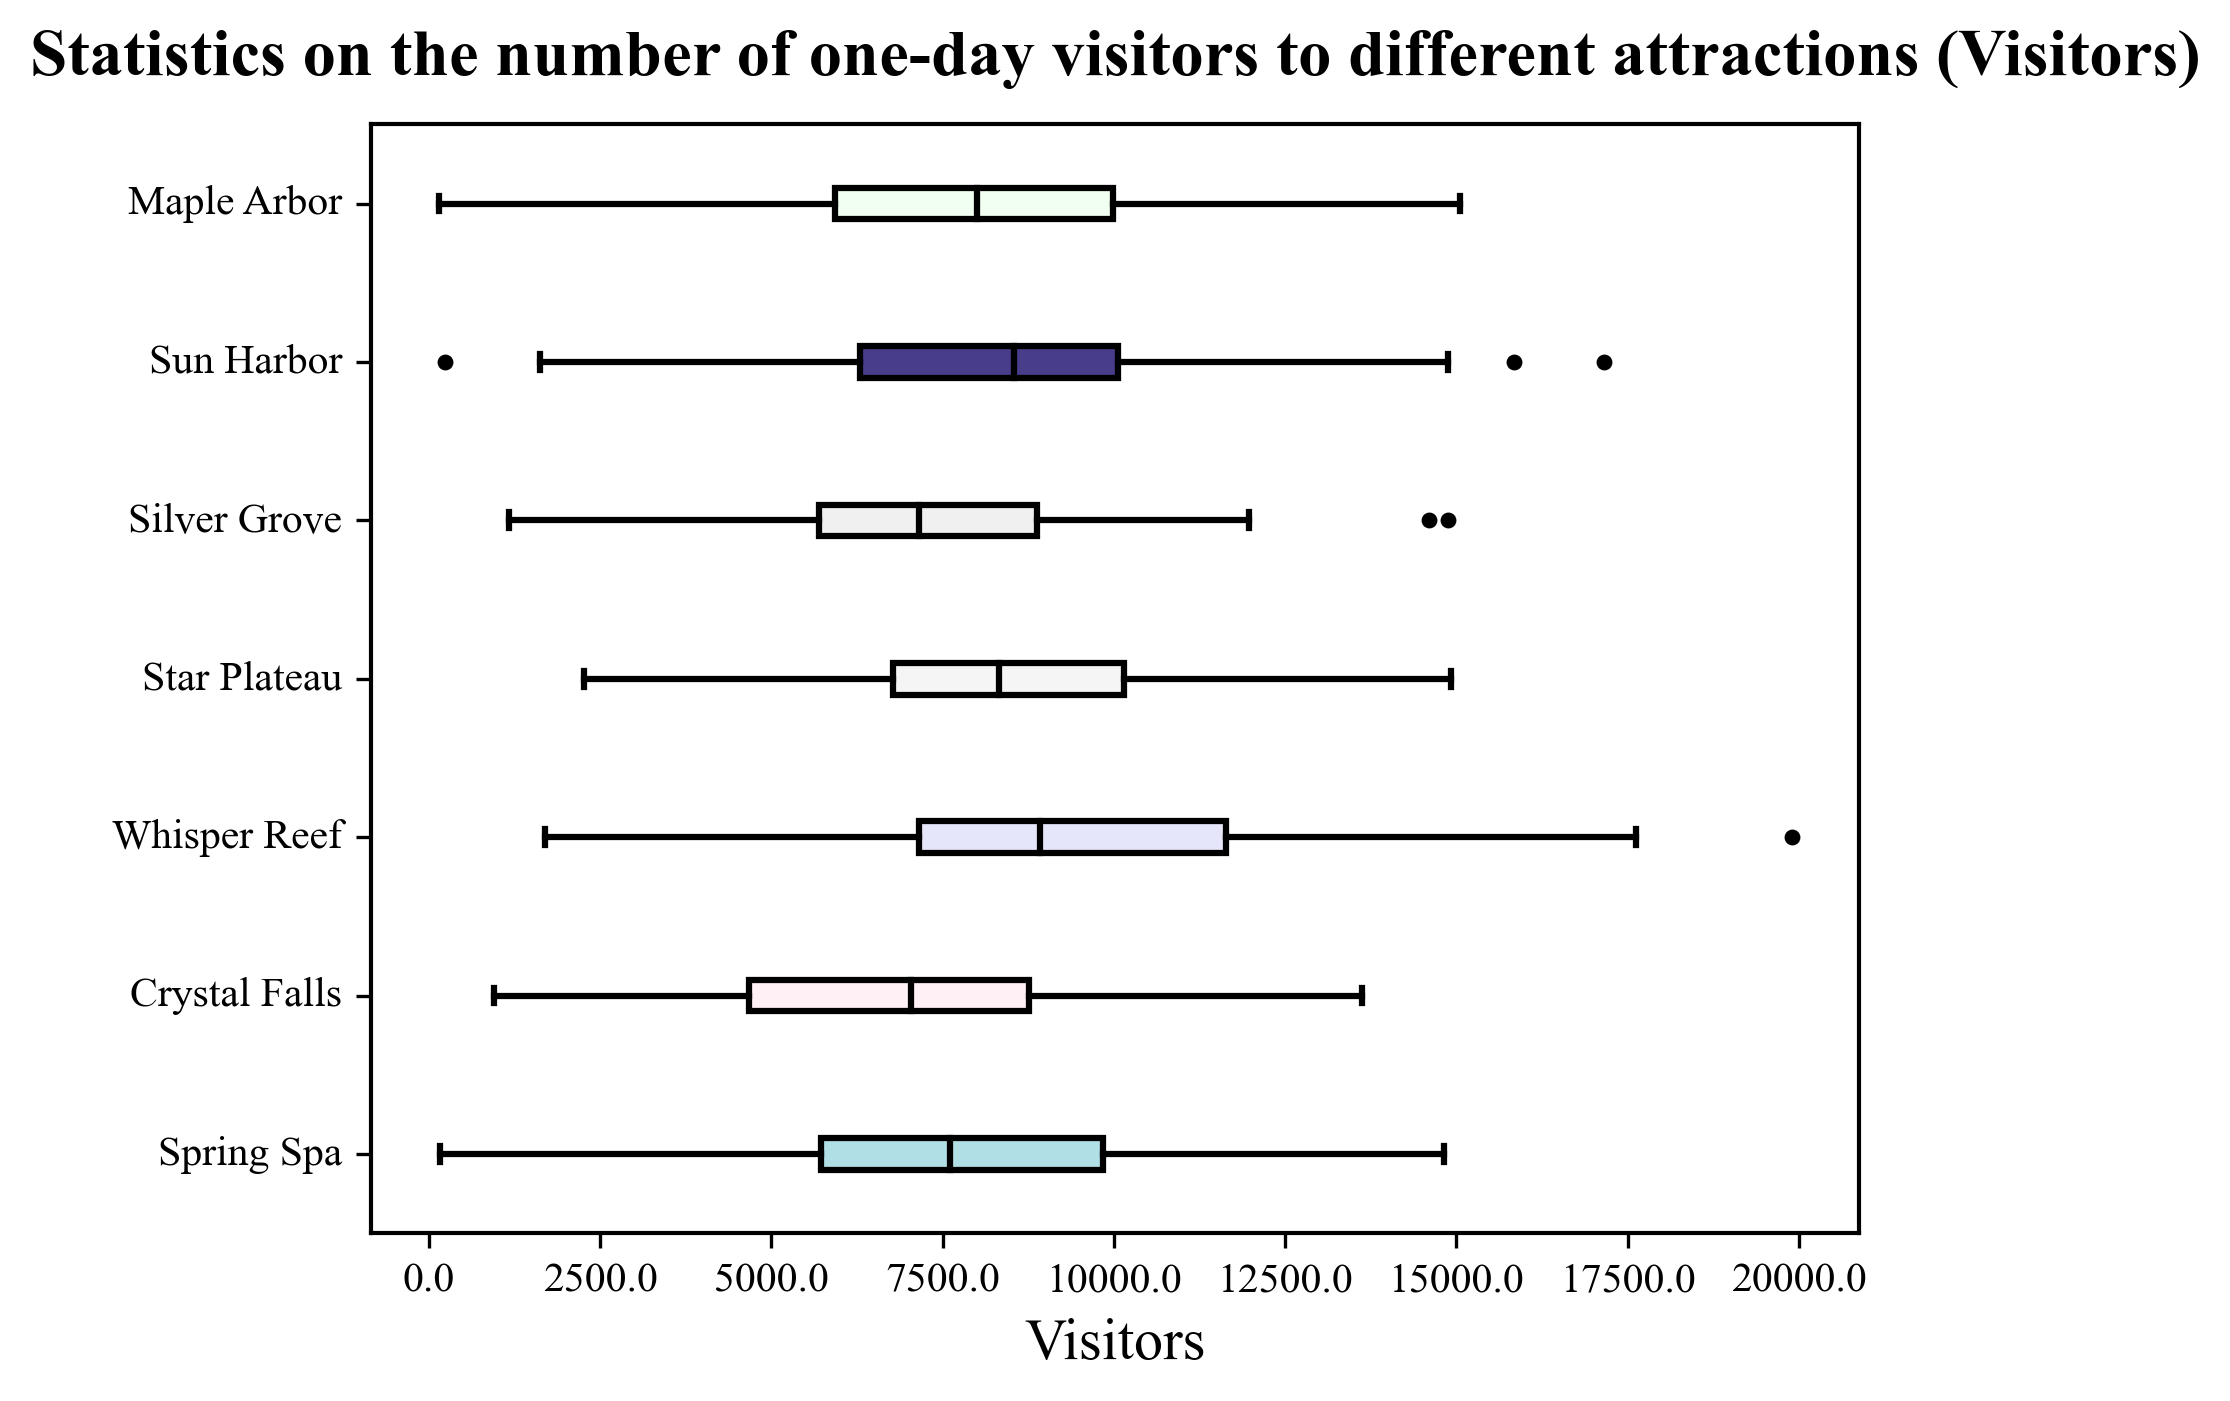 Statistics on the number of one-day visitors to different attractions (Visitors)
Maple Arbor
Sun Harbor
Silver Grove
Star Plateau
Whisper Reef
Crystal Falls
Spring Spa
0.0 2500.0 5000.0 7500.0 10000.0 12500.0 15000.0 17500.0 20000.0
Visitors